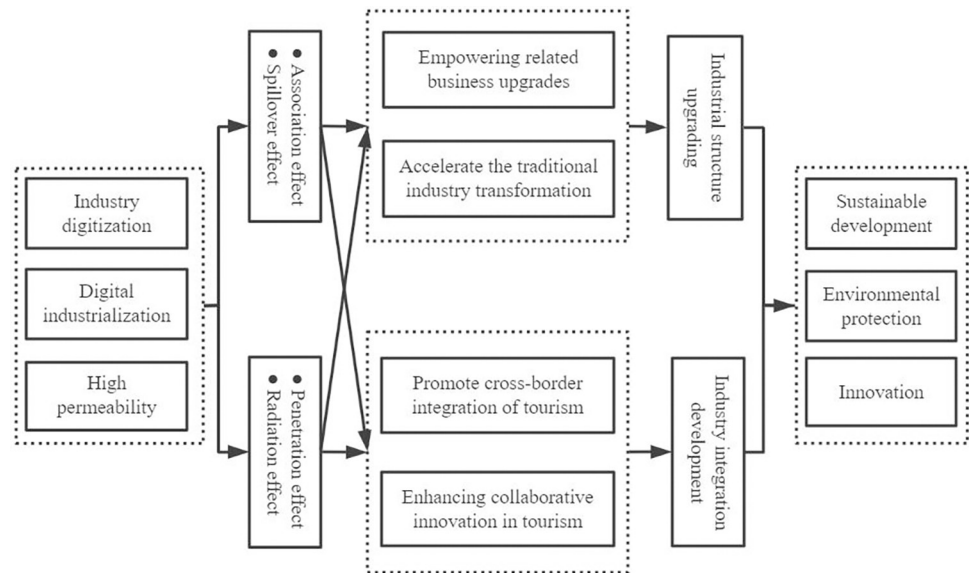 Industry
digitization
Digital
industrialization
High
permeability
● Association effect
● Spillover effect
● Penetration effect
● Radiation effect
Empowering related
business upgrades
Accelerate the traditional
industry transformation
Promote cross-border
integration of tourism
Enhancing collaborative
innovation in tourism
Industrial structure
upgrading
Industry integration
development
Sustainable
development
Environmental
protection
Innovation